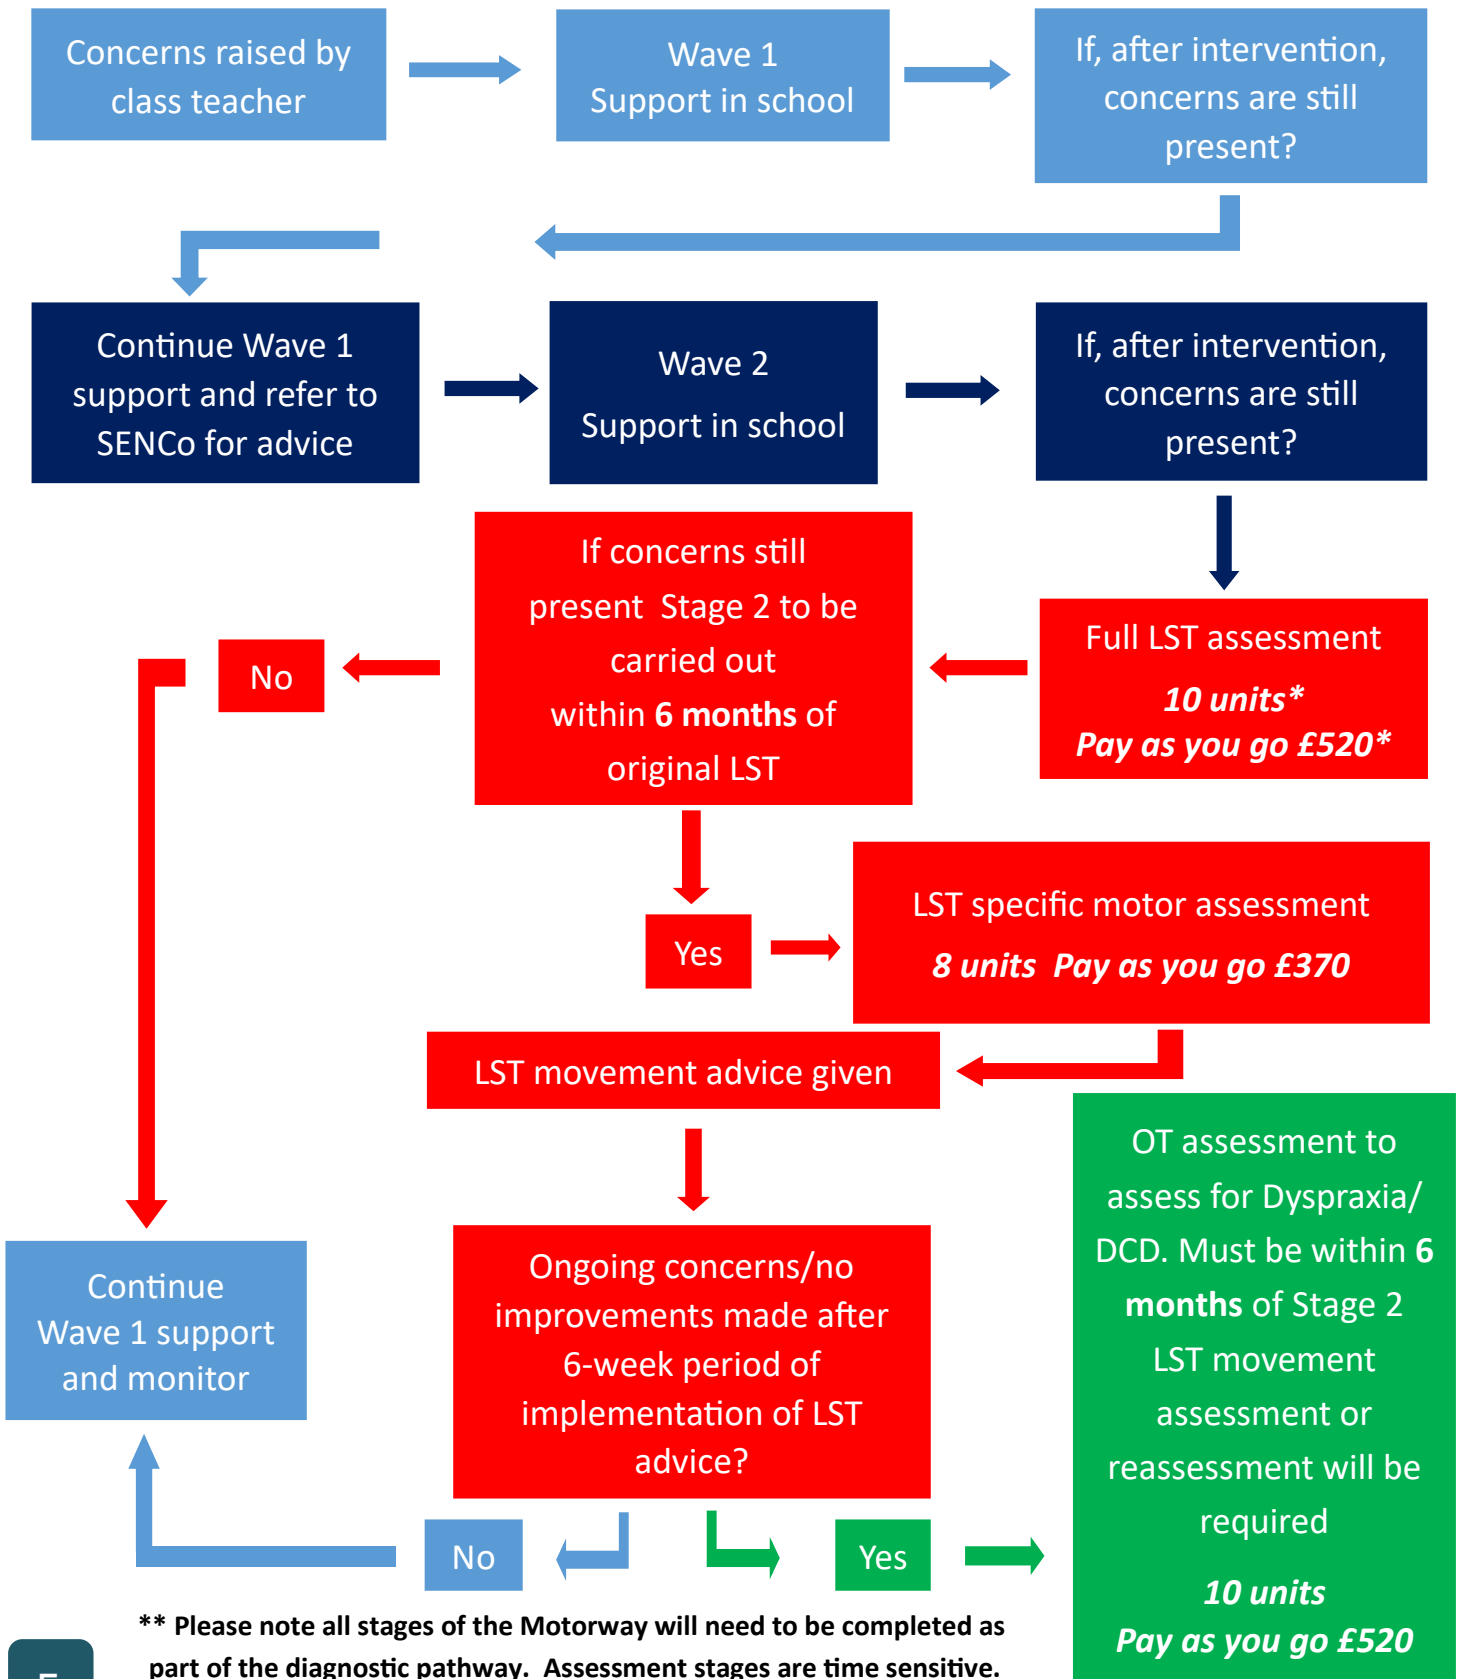 Concerns raised by
class teacher
Wave 1
Support in school
If, after intervention,
concerns are still
present?
Continue Wave 1
support and refer to
SENCo for advice
Wave 2
Support in school
If, after intervention,
concerns are still
present?
Full LST assessment
10 units*
Pay as you go £520*
If concerns still
present Stage 2 to be
carried out
within 6 months of
original LST
No
Yes
LST specific motor assessment
8 units Pay as you go £370
LST movement advice given
Ongoing concerns/no
improvements made after
6-week period of
implementation of LST
advice?
Continue
Wave 1 support
and monitor
No
Yes
OT assessment to
assess for Dyspraxia/
DCD. Must be within 6
months of Stage 2
LST movement
assessment or
reassessment will be
required
10 units
Pay as you go £520
** Please note all stages of the Motorway will need to be completed as
part of the diagnostic pathway. Assessment stages are time sensitive.